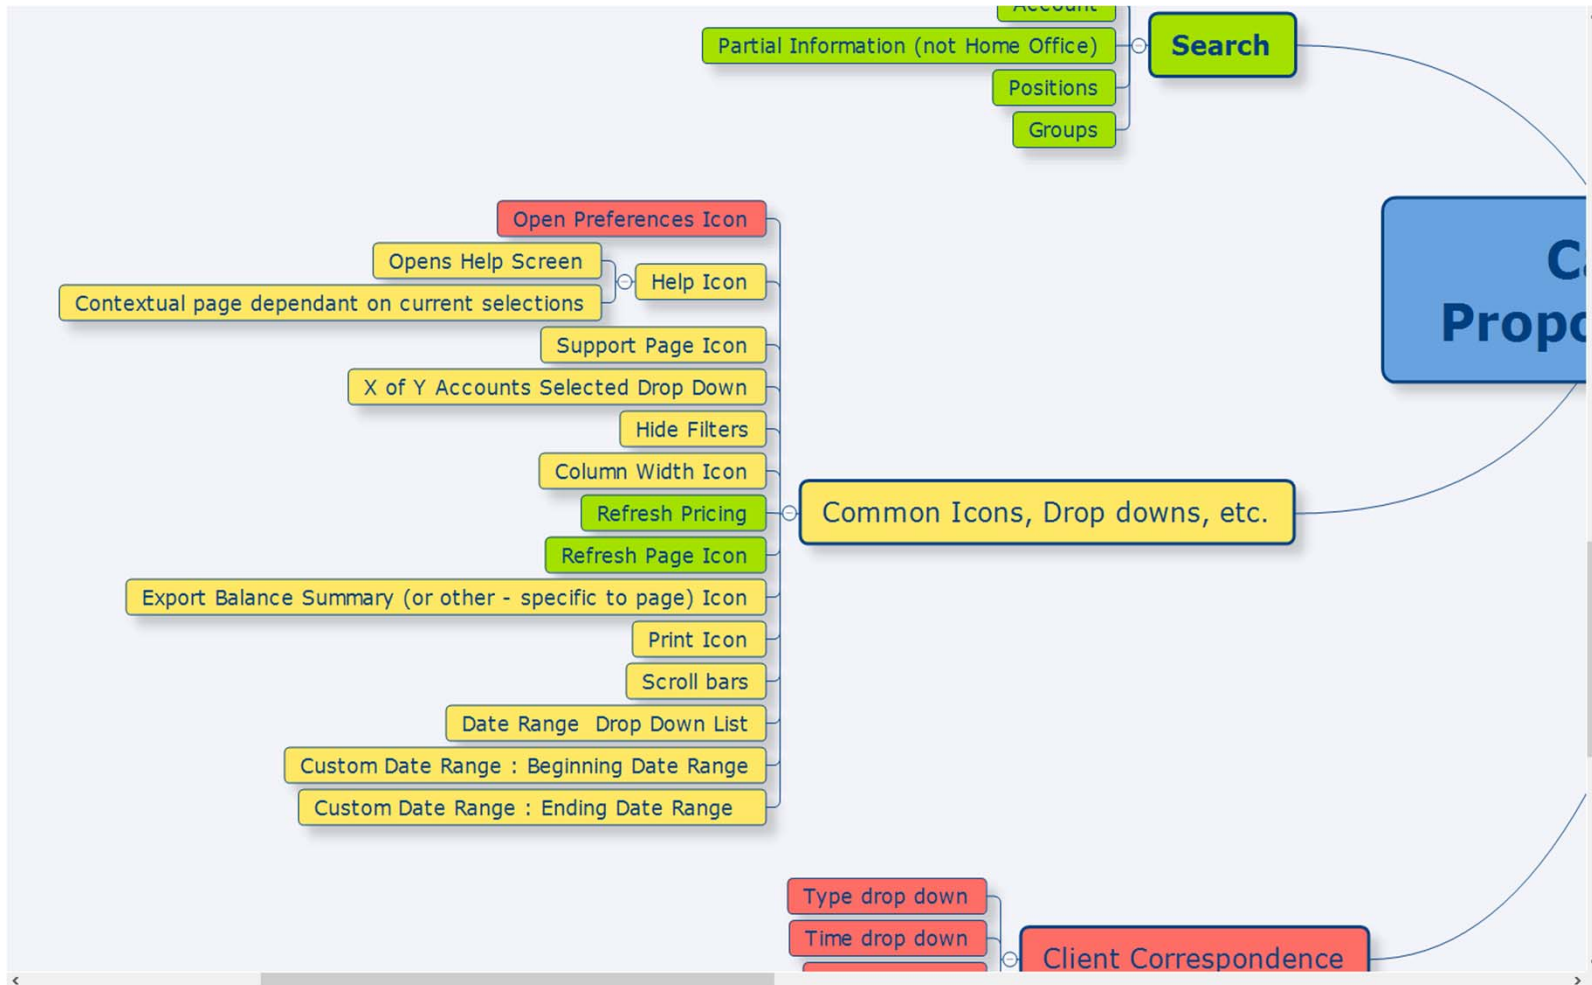 Account
Partial Information (not Home Office)
Search
Positions
Groups
Open Preferences Icon
Opens Help Screen
Help Icon
Contextual page dependant on current selections
Support Page Icon
X of Y Accounts Selected Drop Down
Hide Filters
Column Width Icon
Refresh Pricing
Common Icons, Drop downs, etc.
Refresh Page Icon
Export Balance Summary (or other - specific to page) Icon
Print Icon
Scroll bars
Date Range  Drop Down List
Custom Date Range : Beginning Date Range
Custom Date Range : Ending Date Range
Type drop down
Time drop down
Client Correspondence